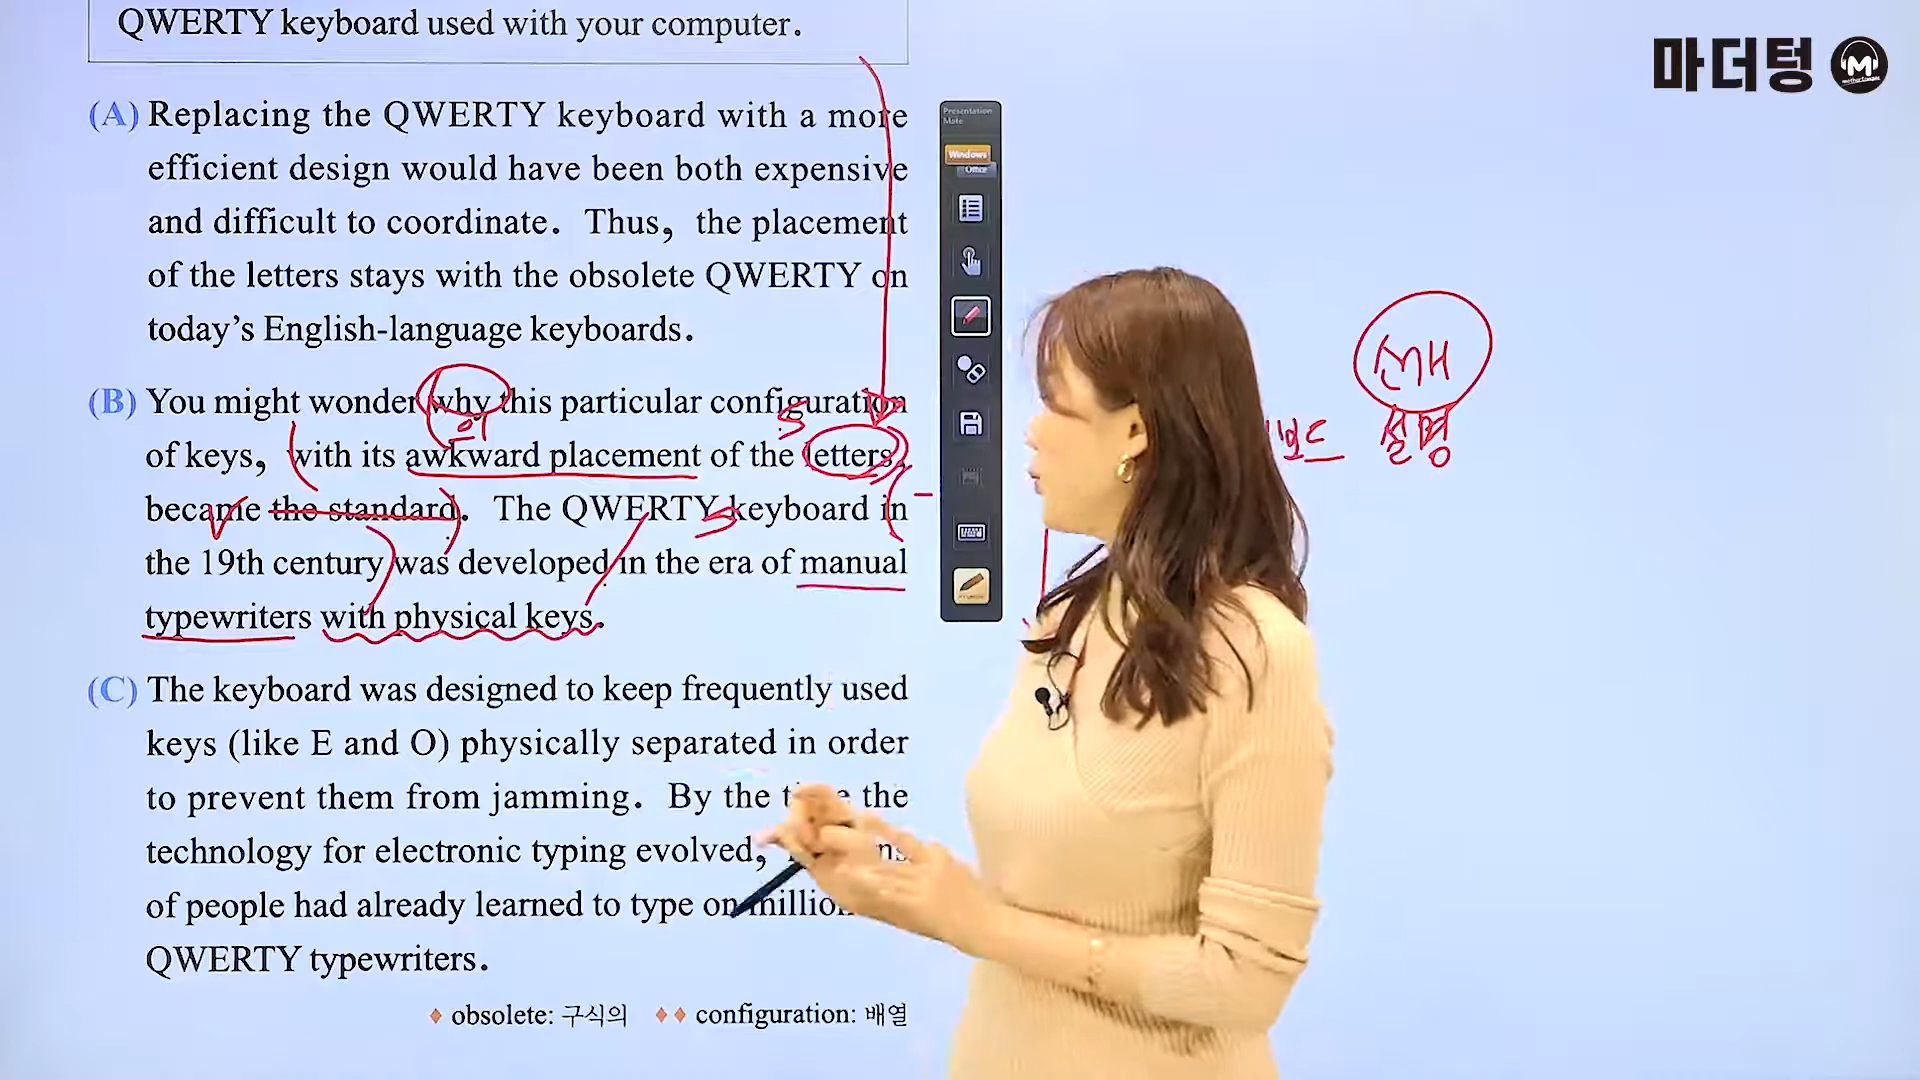 QWERTY keyboard used with your computer.
마더텅 M
(A) Replacing the QWERTY keyboard with a more
efficient design would have been both expensive
and difficult to coordinate. Thus, the placement
of the letters stays with the obsolete QWERTY on
today’s English-language keyboards.
(B) You might wonder why this particular configuration
of keys, with its awkward placement of the letters,
became the standard. The QWERTY keyboard in
the 19th century was developed in the era of manual
typewriters with physical keys.
(C) The keyboard was designed to keep frequently used
keys (like E and O) physically separated in order
to prevent them from jamming. By the the
technology for electronic typing evolved,
of people had already learned to type on
QWERTY typewriters.
♦ obsolete: 구식의 ♦♦ configuration: 배열
Presentation
Mate
Windows
Office
S
S
설명